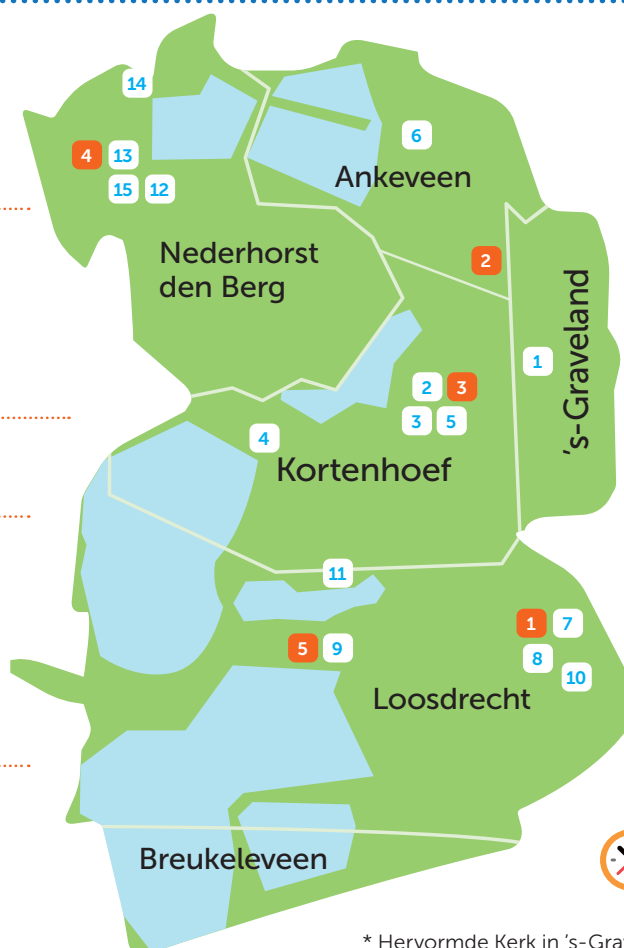 14
6
4 13
15 12
Ankeveen
Nederhorst
den Berg
2
's-Graveland
1
2 3
3 5
4
Kortenhoef
11
1 7
5 9
8
10
Loosdrecht
Breukeleveen
* Hervormde Kerk in 's-Gra